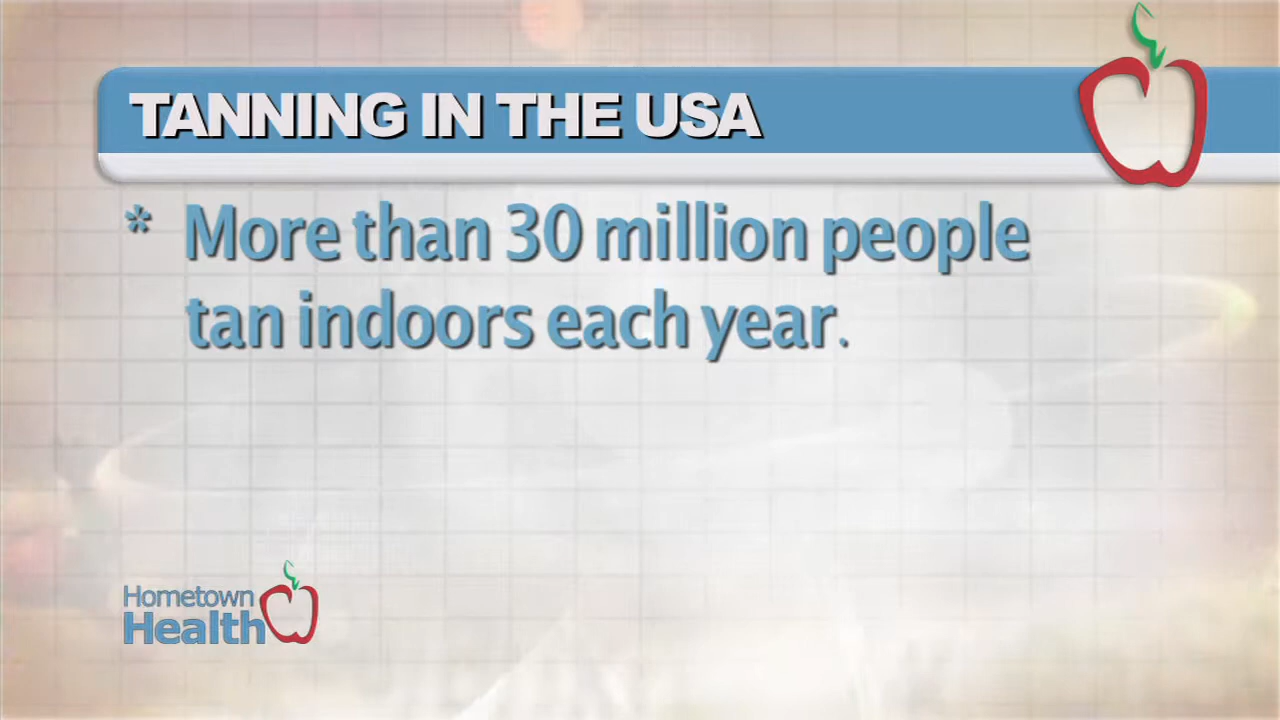 TANNING IN THE USA
* More than 30 million people
tan indoors each year.
Hometown
Health